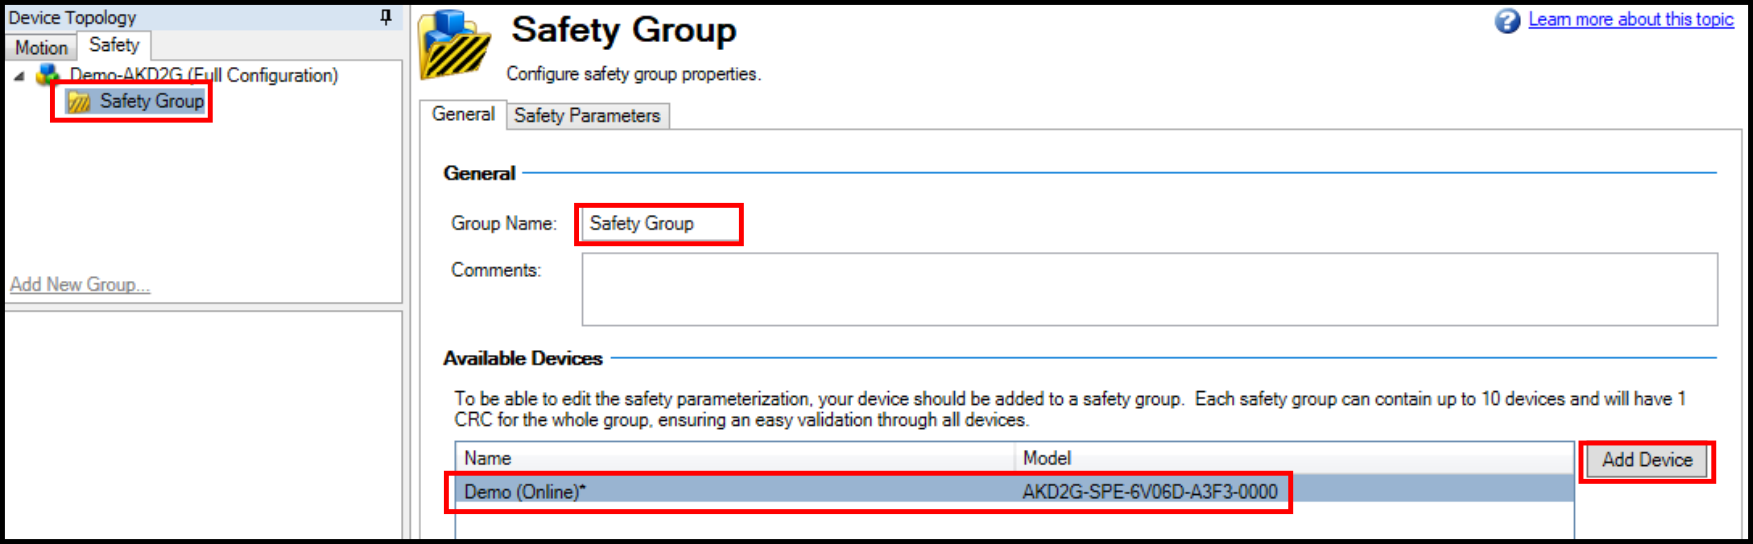 Device Topology
Motion
Safety
Demo-AKD2G (Full Configuration)
Safety Group
Add New Group...
Safety Group
Learn more about this topic
Configure safety group properties.
General
Safety Parameters
General
Group Name:
Safety Group
Comments:
Available Devices
To be able to edit the safety parameterization, your device should be added to a safety group.  Each safety group can contain up to 10 devices and will have 1
CRC for the whole group, ensuring an easy validation through all devices.
Name
Model
Add Device
Demo (Online)*
AKD2G-SPE-6V06D-A3F3-0000